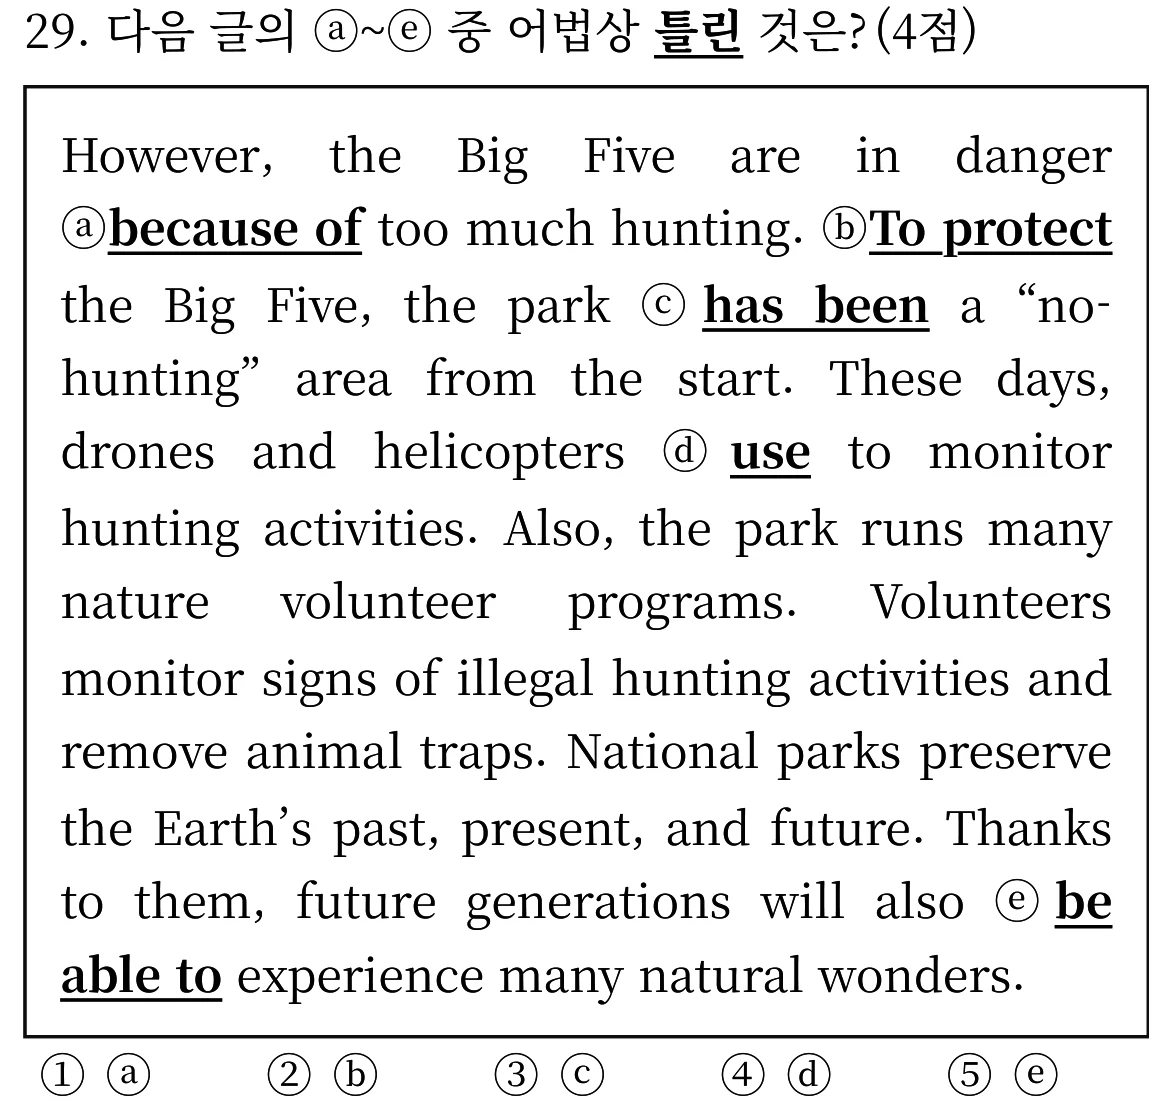 29. 다음 글의 ⓐ~ⓔ 중 어법상 틀린 것은?(4점)
However, the Big Five are in danger
ⓐbecause of too much hunting. ⓑTo protect
the Big Five, the park ⓒ has been a “no-
hunting” area from the start. These days,
drones and helicopters ⓓ use to monitor
hunting activities. Also, the park runs many
nature volunteer programs. Volunteers
monitor signs of illegal hunting activities and
remove animal traps. National parks preserve
the Earth’s past, present, and future. Thanks
to them, future generations will also ⓔ be
able to experience many natural wonders.
① ⓐ ② ⓑ ③ ⓒ ④ ⓓ ⑤ ⓔ